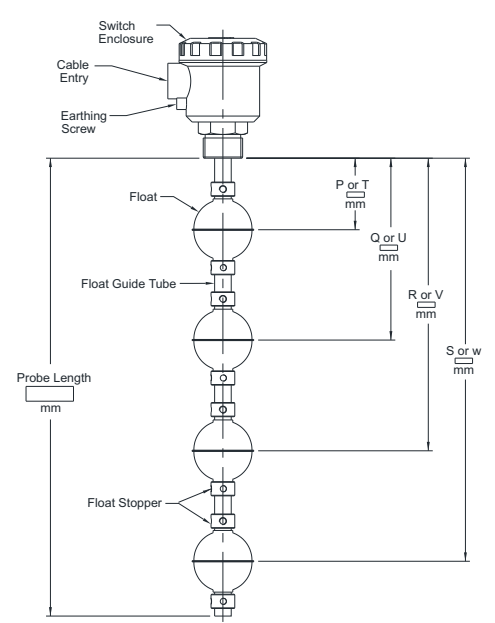 Switch
Enclosure
Cable
Entry
Earthing
Screw
Float
P or T
mm
Q or U
mm
Float Guide Tube
R or V
mm
S or w
mm
Probe Length
mm
Float Stopper